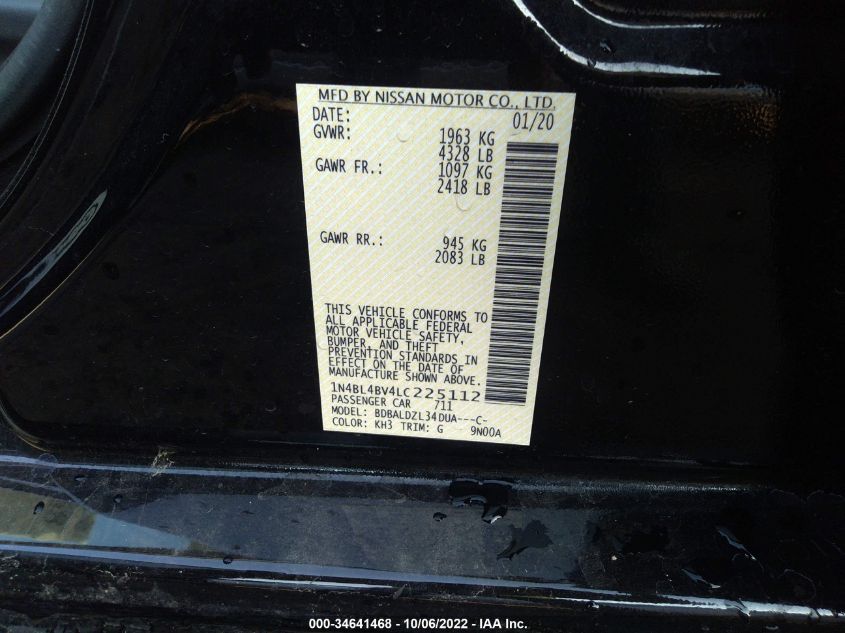 MFD BY NISSAN MOTOR CO., LTD.
DATE: 01/20
GVWR: 1963 KG
4328 LB
GAWR FR.: 1097 KG
2418 LB
GAWR RR.: 945 KG
2083 LB
THIS VEHICLE CONFORMS TO
ALL APPLICABLE FEDERAL
MOTOR VEHICLE SAFETY,
BUMPER, AND THEFT
PREVENTION STANDARDS IN
EFFECT ON THE DATE OF
MANUFACTURE SHOWN ABOVE.
1N4BL4BV4LC225112
PASSENGER CAR 711
MODEL: BDBALDZL34DUA---C-
COLOR: KH3 TRIM: G 9N00A
000-34641468 - 10/06/2022 - IAA Inc.